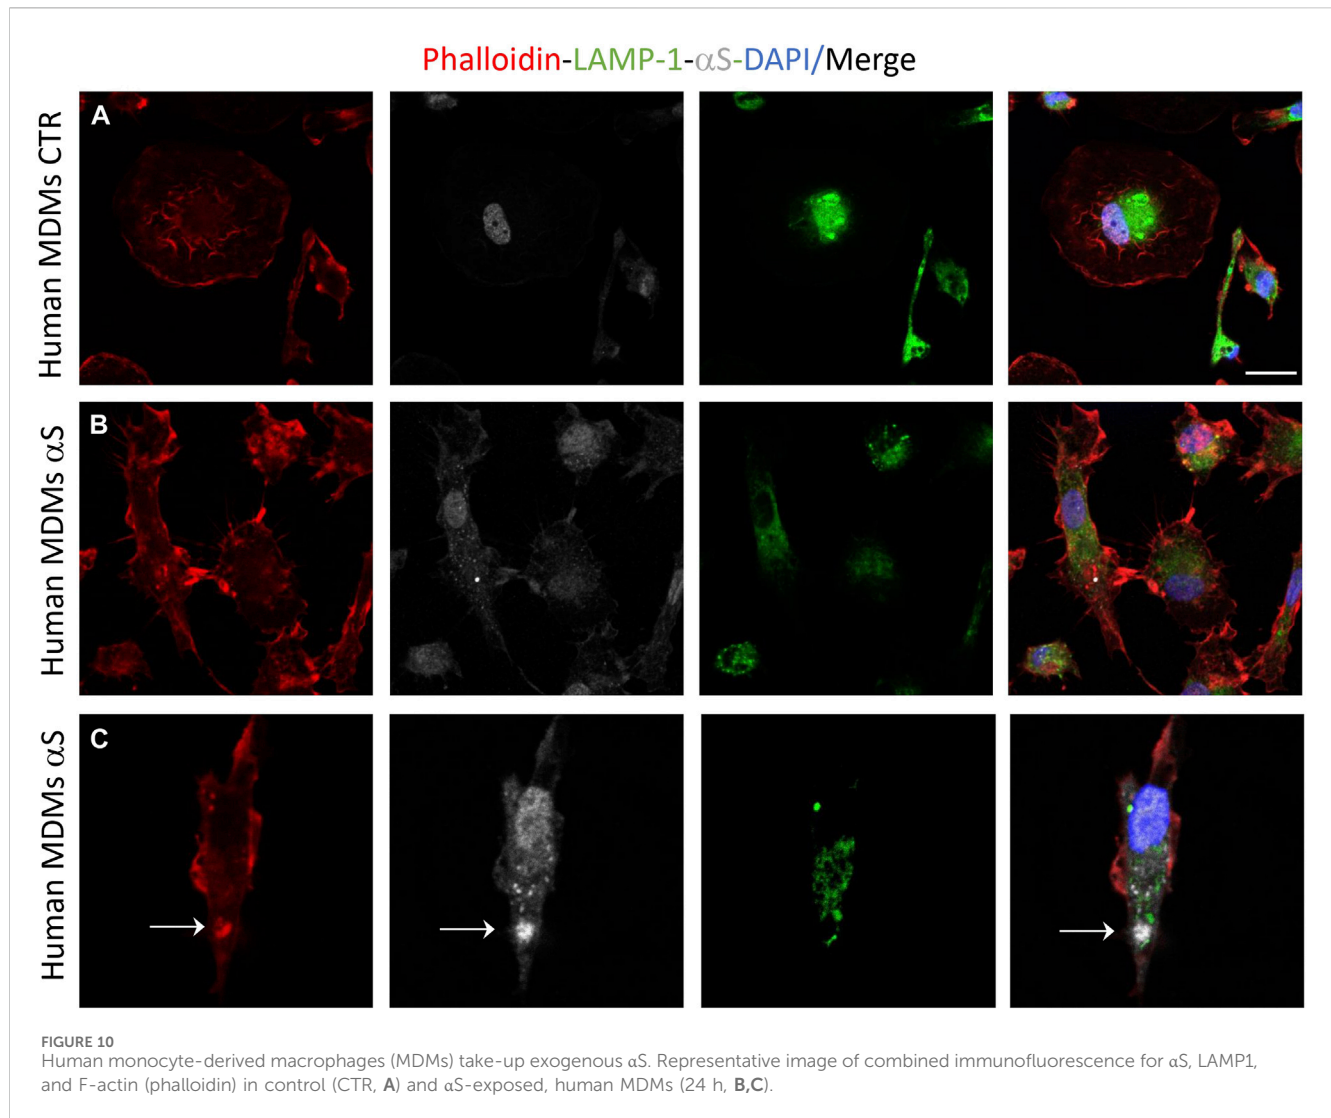 Phalloidin-LAMP-1-αS-DAPI/Merge
Human MDMs CTR
A
Human MDMs αS
B
Human MDMs αS
C
FIGURE 10
Human monocyte-derived macrophages (MDMs) take-up exogenous αS. Representative image of combined immunofluorescence for αS, LAMP1,
and F-actin (phalloidin) in control (CTR, A) and αS-exposed, human MDMs (24 h, B,C).